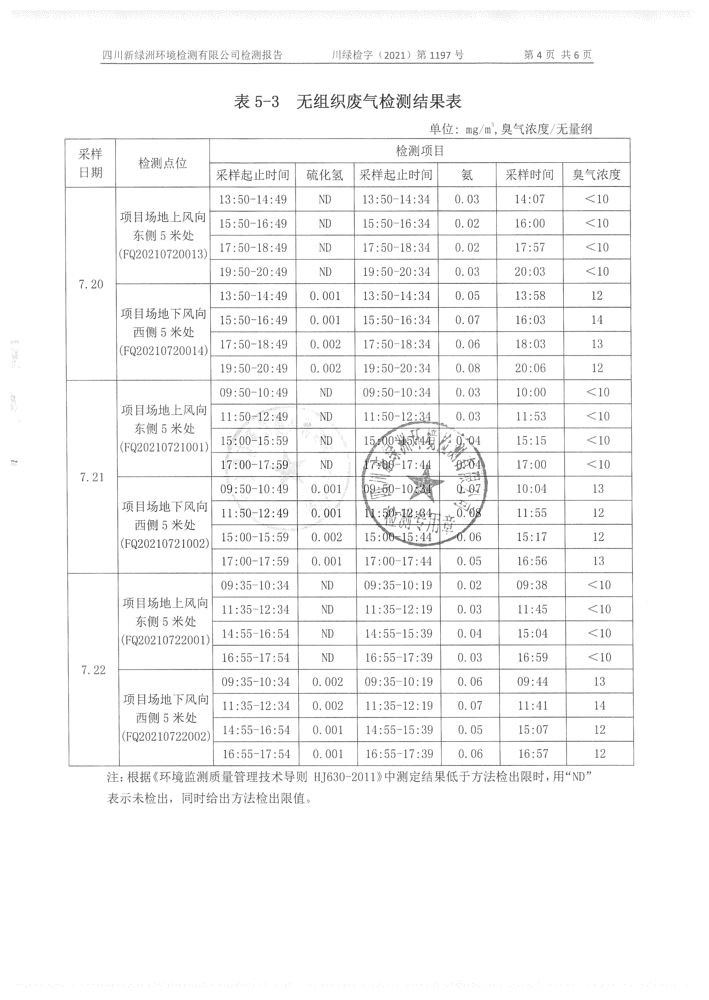 四川新绿洲环境检测有限公司检测报告 川绿检字（2021）第 1197 号 第 4 页 共 6 页
表 5-3 无组织废气检测结果表
单位: mg/m³,臭气浓度/无量纲
采样日期 检测点位 检测项目
采样起止时间 硫化氢 采样起止时间 氨 采样时间 臭气浓度
7.20
项目场地上风向
东侧 5 米处
(FQ20210720013)
13:50-14:49 ND 13:50-14:34 0.03 14:07 <10
15:50-16:49 ND 15:50-16:34 0.02 16:00 <10
17:50-18:49 ND 17:50-18:34 0.02 17:57 <10
19:50-20:49 ND 19:50-20:34 0.03 20:03 <10
项目场地下风向
西侧 5 米处
(FQ20210720014)
13:50-14:49 0.001 13:50-14:34 0.05 13:58 12
15:50-16:49 0.001 15:50-16:34 0.07 16:03 14
17:50-18:49 0.002 17:50-18:34 0.06 18:03 13
19:50-20:49 0.002 19:50-20:34 0.08 20:06 12
7.21
项目场地上风向
东侧 5 米处
(FQ20210721001)
09:50-10:49 ND 09:50-10:34 0.03 10:00 <10
11:50-12:49 ND 11:50-12:34 0.03 11:53 <10
15:00-15:59 ND 15:00-15:44 0.04 15:15 <10
17:00-17:59 ND 17:00-17:44 0.04 17:00 <10
项目场地下风向
西侧 5 米处
(FQ20210721002)
09:50-10:49 0.001 09:50-10:34 0.07 10:04 13
11:50-12:49 0.001 11:50-12:34 0.08 11:55 12
15:00-15:59 0.002 15:00-15:44 0.06 15:17 12
17:00-17:59 0.001 17:00-17:44 0.05 16:56 13
检测专用章
7.22
项目场地上风向
东侧 5 米处
(FQ20210722001)
09:35-10:34 ND 09:35-10:19 0.02 09:38 <10
11:35-12:34 ND 11:35-12:19 0.03 11:45 <10
14:55-16:54 ND 14:55-15:39 0.04 15:04 <10
16:55-17:54 ND 16:55-17:39 0.03 16:59 <10
项目场地下风向
西侧 5 米处
(FQ20210722002)
09:35-10:34 0.002 09:35-10:19 0.06 09:44 13
11:35-12:34 0.002 11:35-12:19 0.07 11:41 14
14:55-16:54 0.001 14:55-15:39 0.05 15:07 12
16:55-17:54 0.001 16:55-17:39 0.06 16:57 12
注: 根据《环境监测质量管理技术导则 HJ630-2011》中测定结果低于方法检出限时,用“ND”
表示未检出，同时给出方法检出限值。